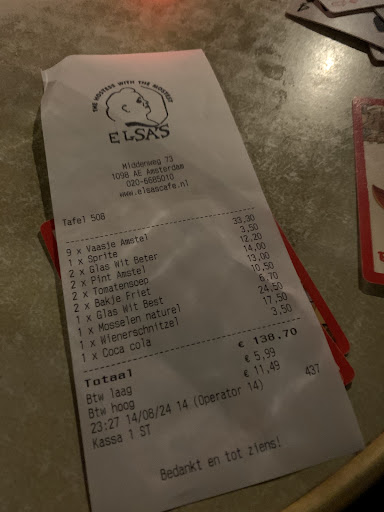 THE HOSTESS WITH THE MOSTEST
ELSA'S
Middenweg 73
1098 AE Amsterdam
020-6685010
www.elsascafe.nl
Tafel 508
9 x Vaasje Amstel 33,30
1 x Sprite 3,50
2 x Glas Wit Beter 12,20
2 x Pint Amstel 14,00
2 x Tomatensoep 13,00
2 x Bakje Friet 10,50
1 x Glas Wit Best 6,70
1 x Mosselen naturel 24,50
1 x Wienerschnitzel 17,50
1 x Coca cola 3,50
Totaal € 138,70
Btw laag € 5,99
Btw hoog € 11,49
23:27 14/08/24 14 (Operator 14) 437
Kassa 1 ST
Bedankt en tot ziens!